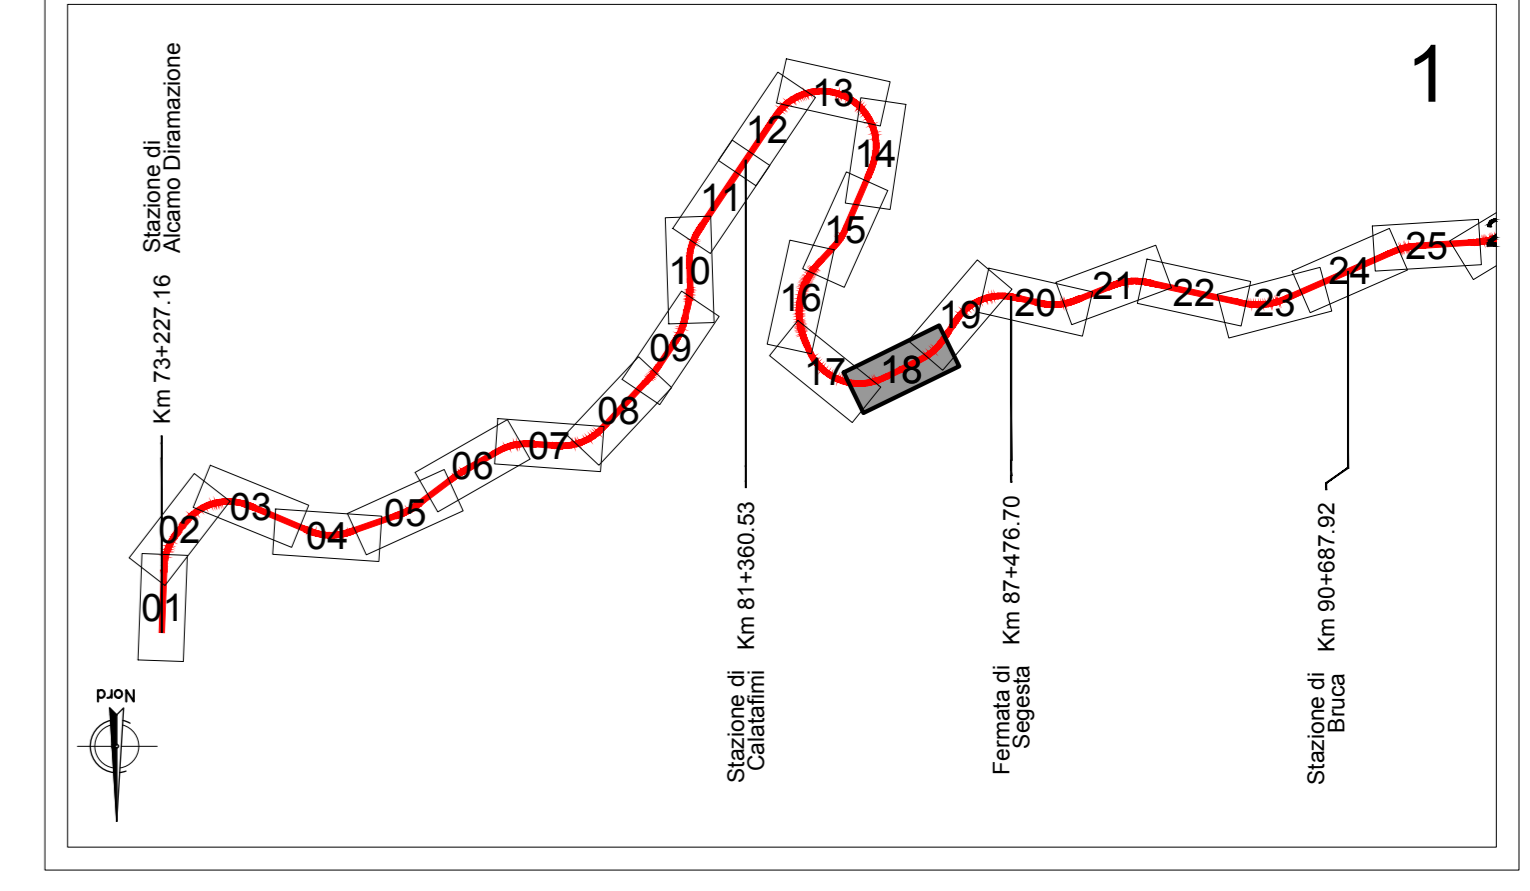 1
Stazione di
Alcamo Diramazione
Km 73+227.16
01
02
03
04
05
06
07
08
09
10
11
12
13
14
15
16
17
18
19
20
21
22
23
24
25
Stazione di
Calatafimi
Km 81+360.53
Fermata di
Segesta
Km 87+476.70
Stazione di
Bruca
Km 90+687.92
Nord